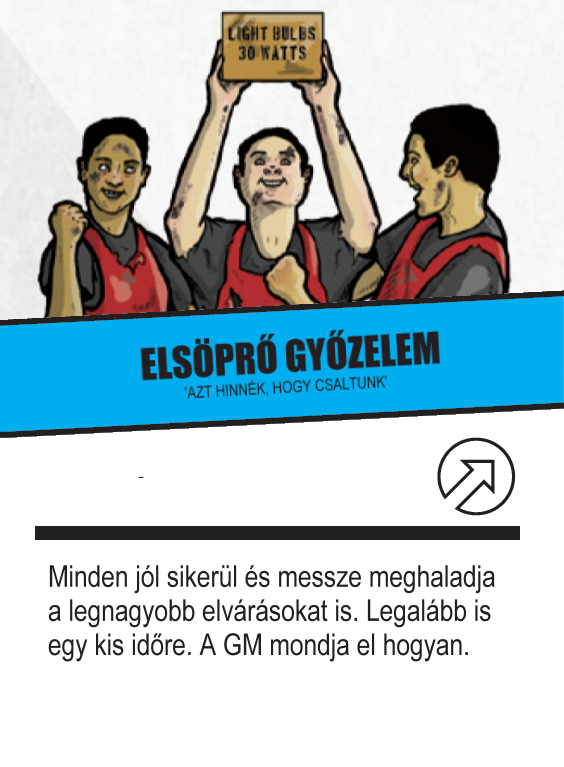 LIGHT BULBS
30 WATTS
ELSÖPRŐ GYŐZELEM
'AZT HINNÉK, HOGY CSALTUNK'
-
Minden jól sikerül és messze meghaladja
a legnagyobb elvárásokat is. Legalább is
egy kis időre. A GM mondja el hogyan.